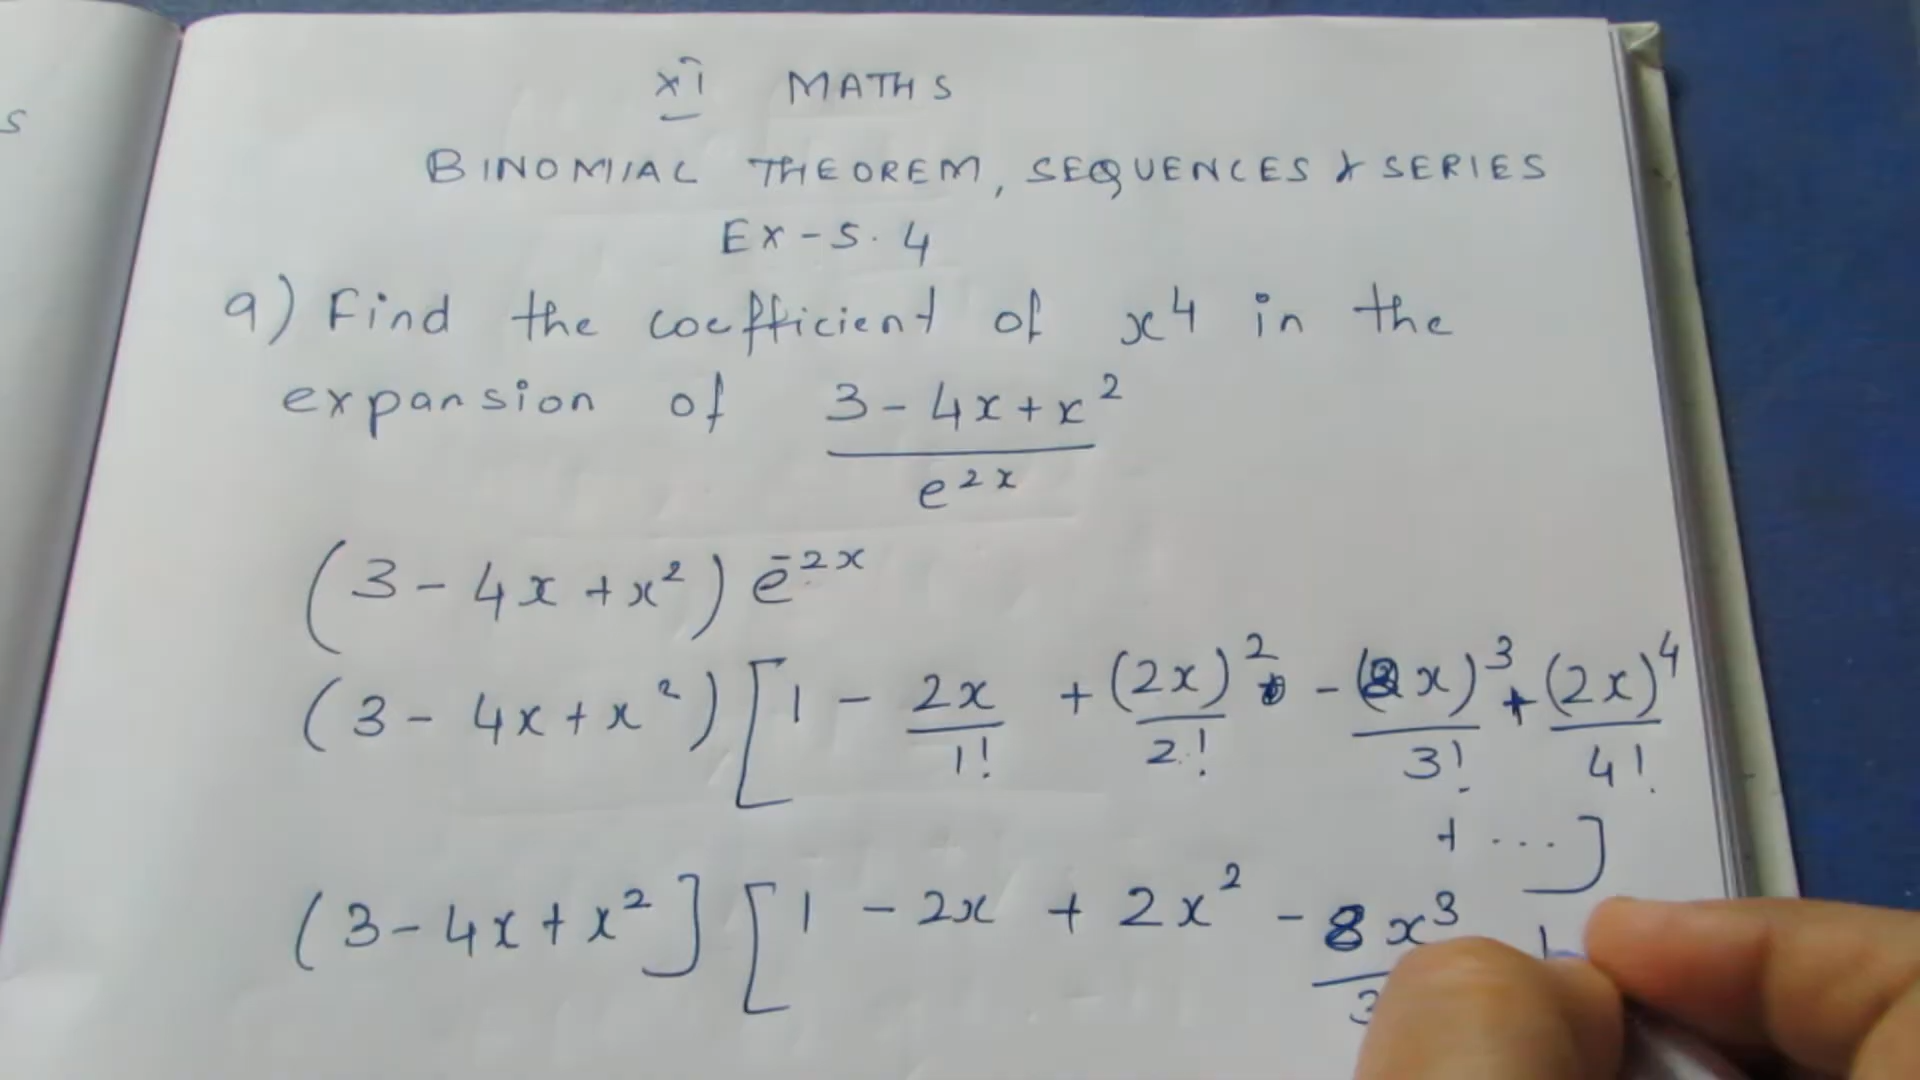 S
XI MATHS
BINOMIAL THEOREM, SEQUENCES & SERIES
Ex - 5.4
9) Find the coefficient of x⁴ in the
expansion of (3 - 4x + x²)/e²ˣ
(3 - 4x + x²) e⁻²ˣ
(3 - 4x + x²) [1 - 2x/1! + (2x)²/2! - (2x)³/3! + (2x)⁴/4!
+ ...]
(3 - 4x + x²] [1 - 2x + 2x² - 8x³/3